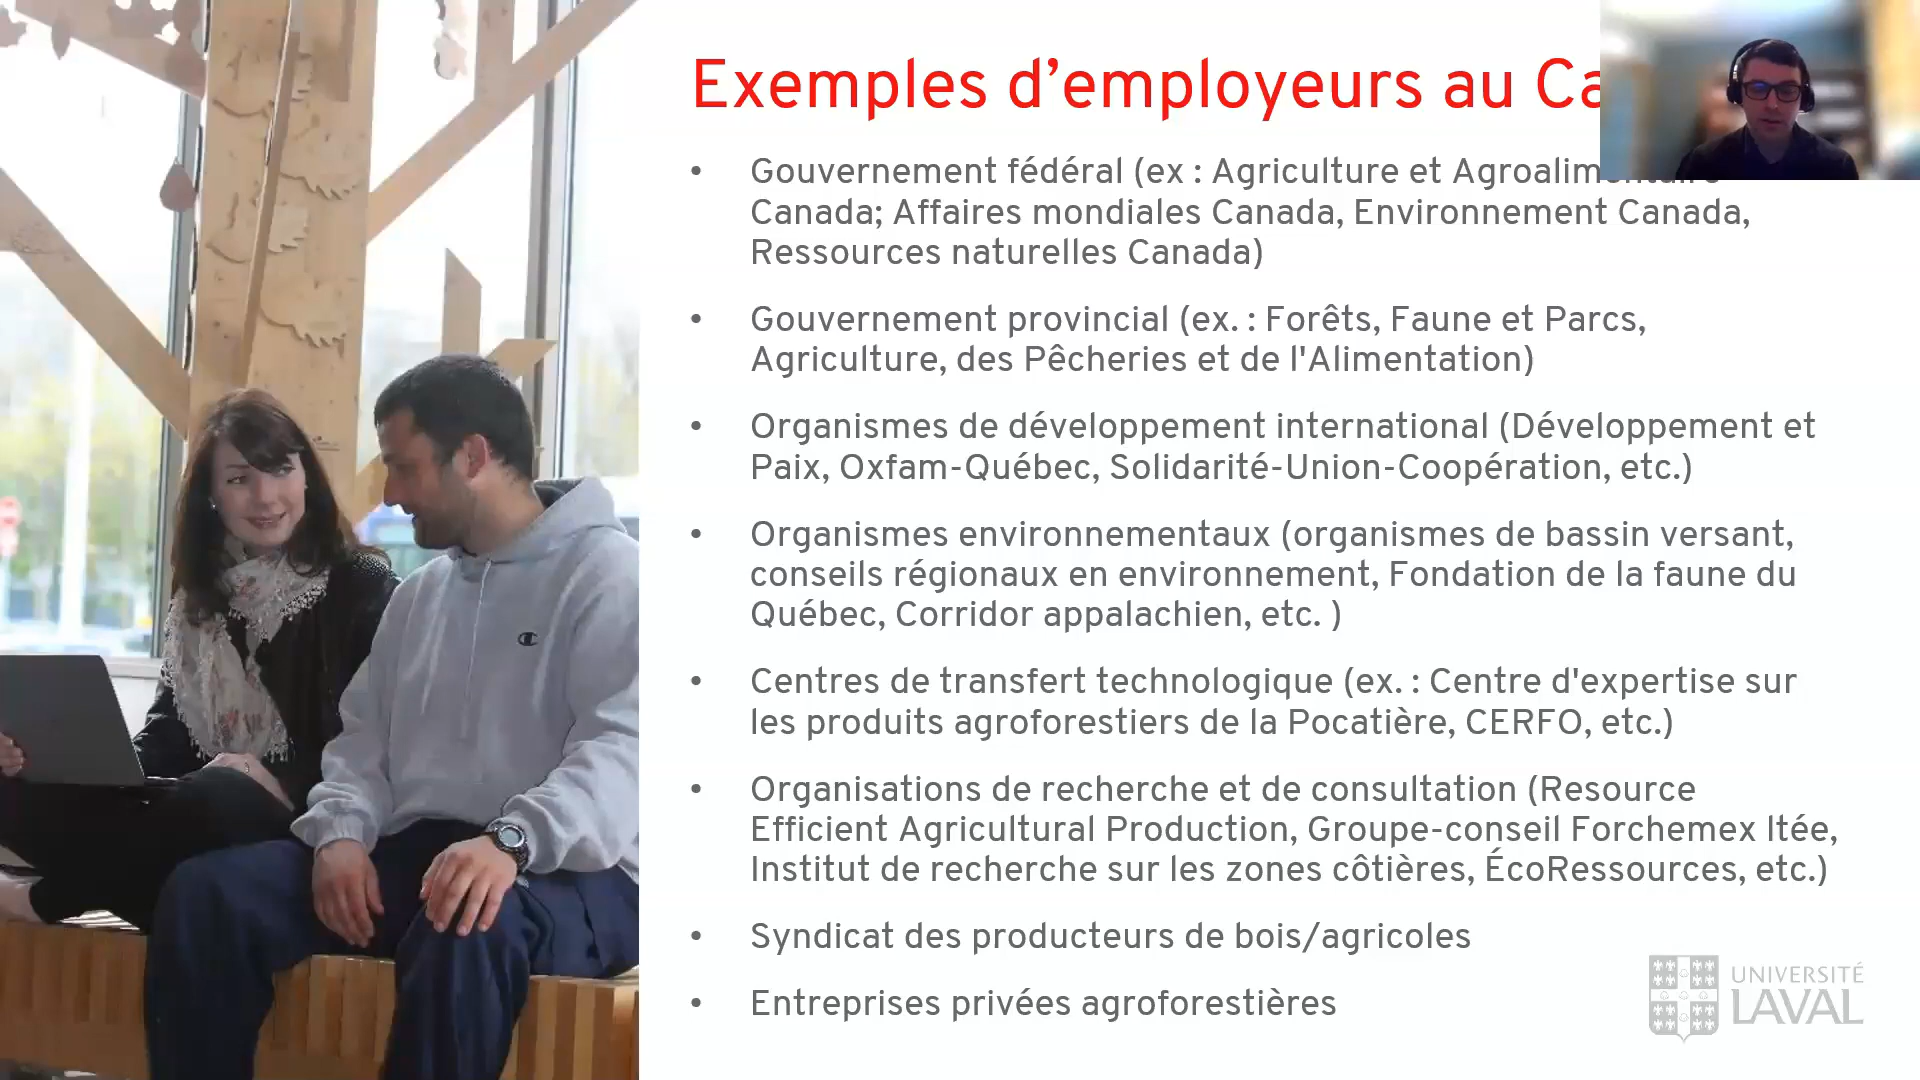 Exemples d’employeurs au Ca
• Gouvernement fédéral (ex : Agriculture et Agroalimentaire
Canada; Affaires mondiales Canada, Environnement Canada,
Ressources naturelles Canada)
• Gouvernement provincial (ex. : Forêts, Faune et Parcs,
Agriculture, des Pêcheries et de l'Alimentation)
• Organismes de développement international (Développement et
Paix, Oxfam-Québec, Solidarité-Union-Coopération, etc.)
• Organismes environnementaux (organismes de bassin versant,
conseils régionaux en environnement, Fondation de la faune du
Québec, Corridor appalachien, etc. )
• Centres de transfert technologique (ex. : Centre d'expertise sur
les produits agroforestiers de la Pocatière, CERFO, etc.)
• Organisations de recherche et de consultation (Resource
Efficient Agricultural Production, Groupe-conseil Forchemex ltée,
Institut de recherche sur les zones côtières, ÉcoRessources, etc.)
• Syndicat des producteurs de bois/agricoles
• Entreprises privées agroforestières
UNIVERSITÉ
LAVAL